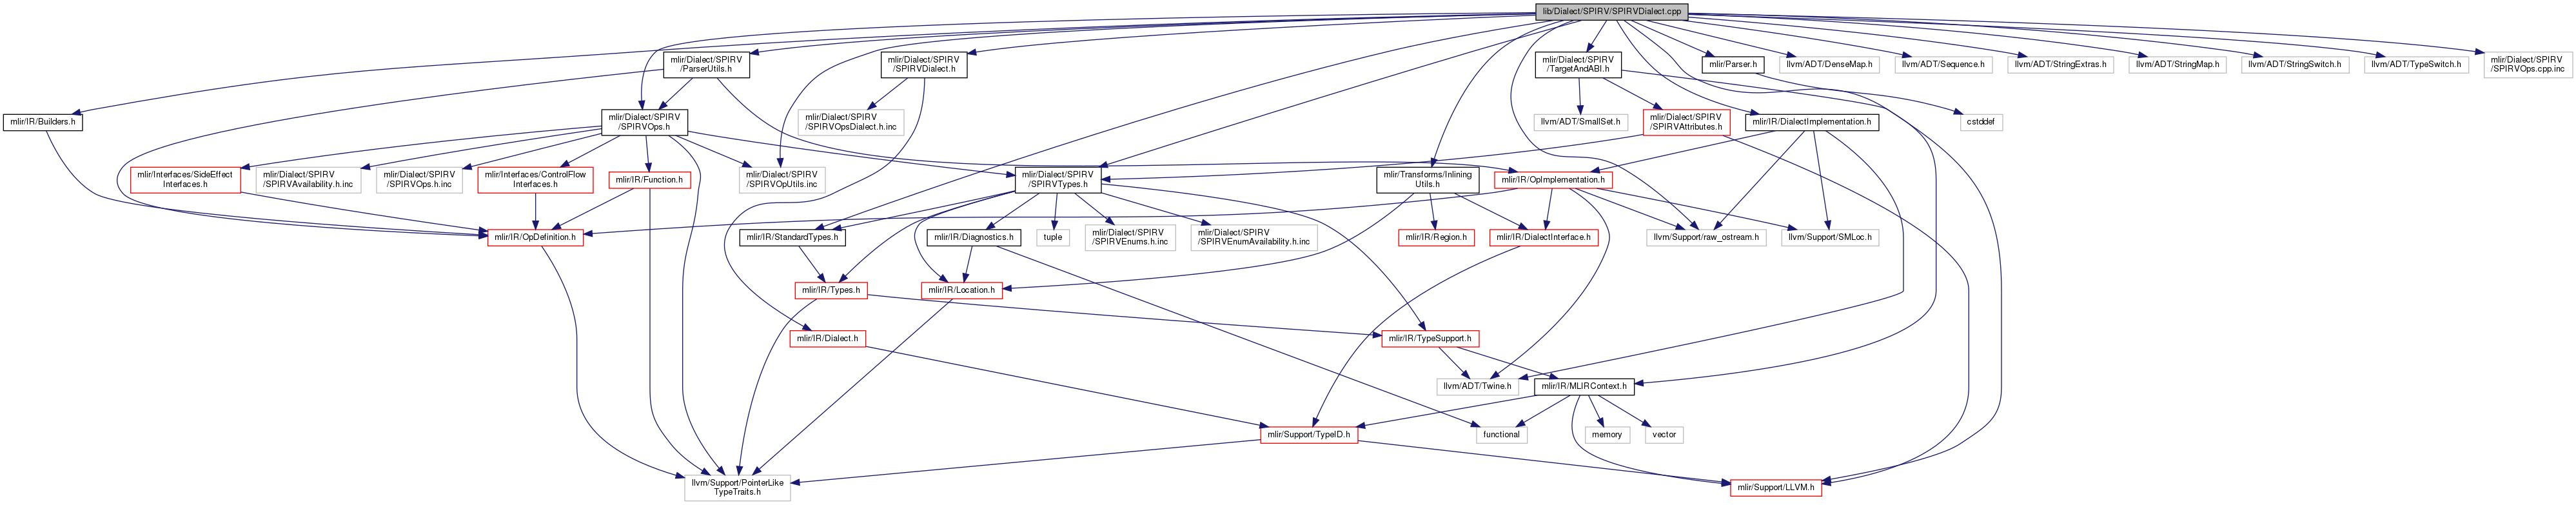 lib/Dialect/SPIRV/SPIRVDialect.cpp
mlir/Dialect/SPIRV
/ParserUtils.h
mlir/Dialect/SPIRV
/SPIRVDialect.h
mlir/Dialect/SPIRV
/TargetAndABI.h
mlir/Parser.h
llvm/ADT/DenseMap.h
llvm/ADT/Sequence.h
llvm/ADT/StringExtras.h
llvm/ADT/StringMap.h
llvm/ADT/StringSwitch.h
llvm/ADT/TypeSwitch.h
mlir/Dialect/SPIRV
/SPIRVOps.cpp.inc
mlir/IR/Builders.h
mlir/Dialect/SPIRV
/SPIRVOps.h
mlir/Dialect/SPIRV
/SPIRVOpsDialect.h.inc
llvm/ADT/SmallSet.h
mlir/Dialect/SPIRV
/SPIRVAttributes.h
mlir/IR/DialectImplementation.h
cstddef
mlir/Interfaces/SideEffect
Interfaces.h
mlir/Dialect/SPIRV
/SPIRVAvailability.h.inc
mlir/Dialect/SPIRV
/SPIRVOps.h.inc
mlir/Interfaces/ControlFlow
Interfaces.h
mlir/IR/Function.h
mlir/Dialect/SPIRV
/SPIRVOpUtils.inc
mlir/Dialect/SPIRV
/SPIRVTypes.h
mlir/Transforms/Inlining
Utils.h
mlir/IR/OpImplementation.h
mlir/IR/OpDefinition.h
mlir/IR/StandardTypes.h
mlir/IR/Diagnostics.h
tuple
mlir/Dialect/SPIRV
/SPIRVEnums.h.inc
mlir/Dialect/SPIRV
/SPIRVEnumAvailability.h.inc
mlir/IR/Region.h
mlir/IR/DialectInterface.h
llvm/Support/raw_ostream.h
llvm/Support/SMLoc.h
mlir/IR/Types.h
mlir/IR/Location.h
mlir/IR/Dialect.h
mlir/IR/TypeSupport.h
llvm/ADT/Twine.h
mlir/IR/MLIRContext.h
mlir/Support/TypeID.h
functional
memory
vector
llvm/Support/PointerLike
TypeTraits.h
mlir/Support/LLVM.h